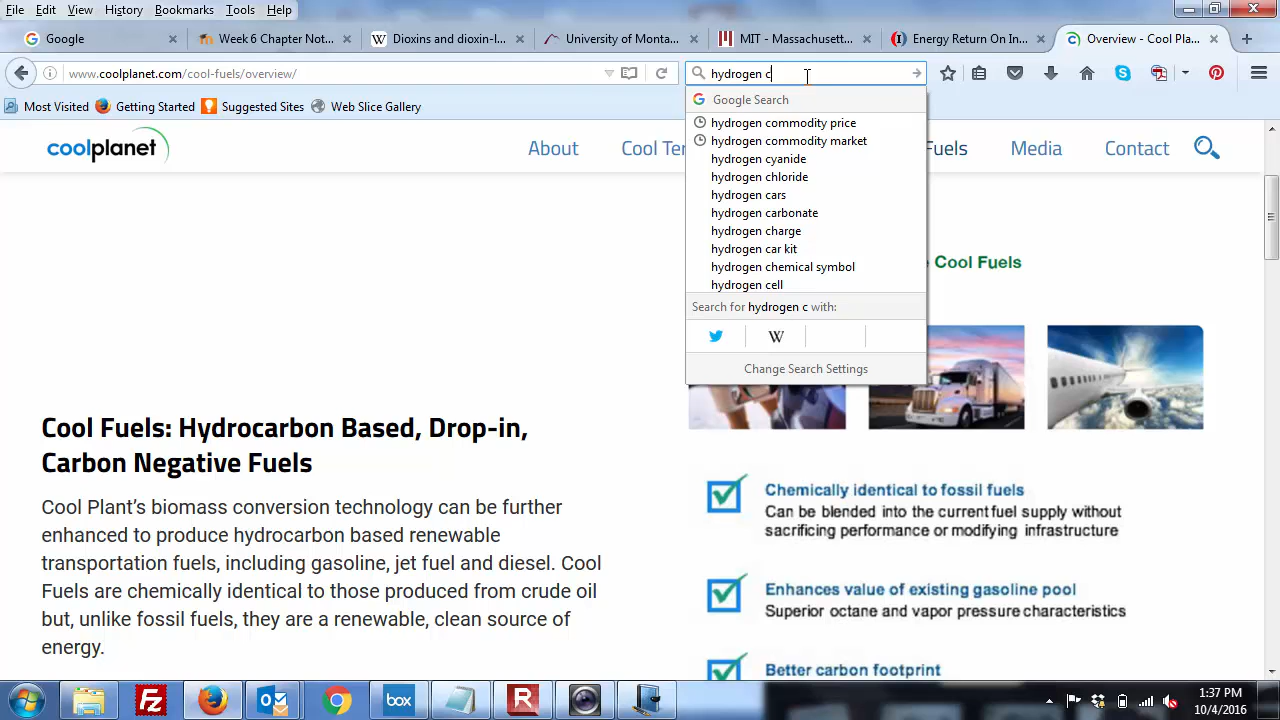 File Edit View History Bookmarks Tools Help
Google
Week 6 Chapter Not...
Dioxins and dioxin-l...
University of Monta...
MIT - Massachusett...
Energy Return On In...
Overview - Cool Pla...
www.coolplanet.com/cool-fuels/overview/
hydrogen c
Most Visited Getting Started Suggested Sites Web Slice Gallery
Google Search
hydrogen commodity price
hydrogen commodity market
hydrogen cyanide
hydrogen chloride
hydrogen cars
hydrogen carbonate
hydrogen charge
hydrogen car kit
hydrogen chemical symbol
hydrogen cell
Search for hydrogen c with:
Change Search Settings
coolplanet
About Cool Ter Fuels Media Contact
Cool Fuels
Cool Fuels: Hydrocarbon Based, Drop-in,
Carbon Negative Fuels
Cool Plant's biomass conversion technology can be further
enhanced to produce hydrocarbon based renewable
transportation fuels, including gasoline, jet fuel and diesel. Cool
Fuels are chemically identical to those produced from crude oil
but, unlike fossil fuels, they are a renewable, clean source of
energy.
Chemically identical to fossil fuels
Can be blended into the current fuel supply without
sacrificing performance or modifying infrastructure
Enhances value of existing gasoline pool
Superior octane and vapor pressure characteristics
Better carbon footprint
box
1:37 PM
10/4/2016